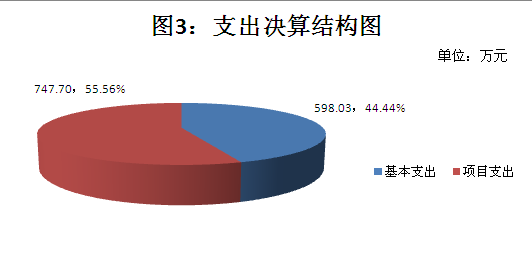 图3：支出决算结构图
单位：万元
747.70，55.56%
598.03，44.44%
基本支出 项目支出